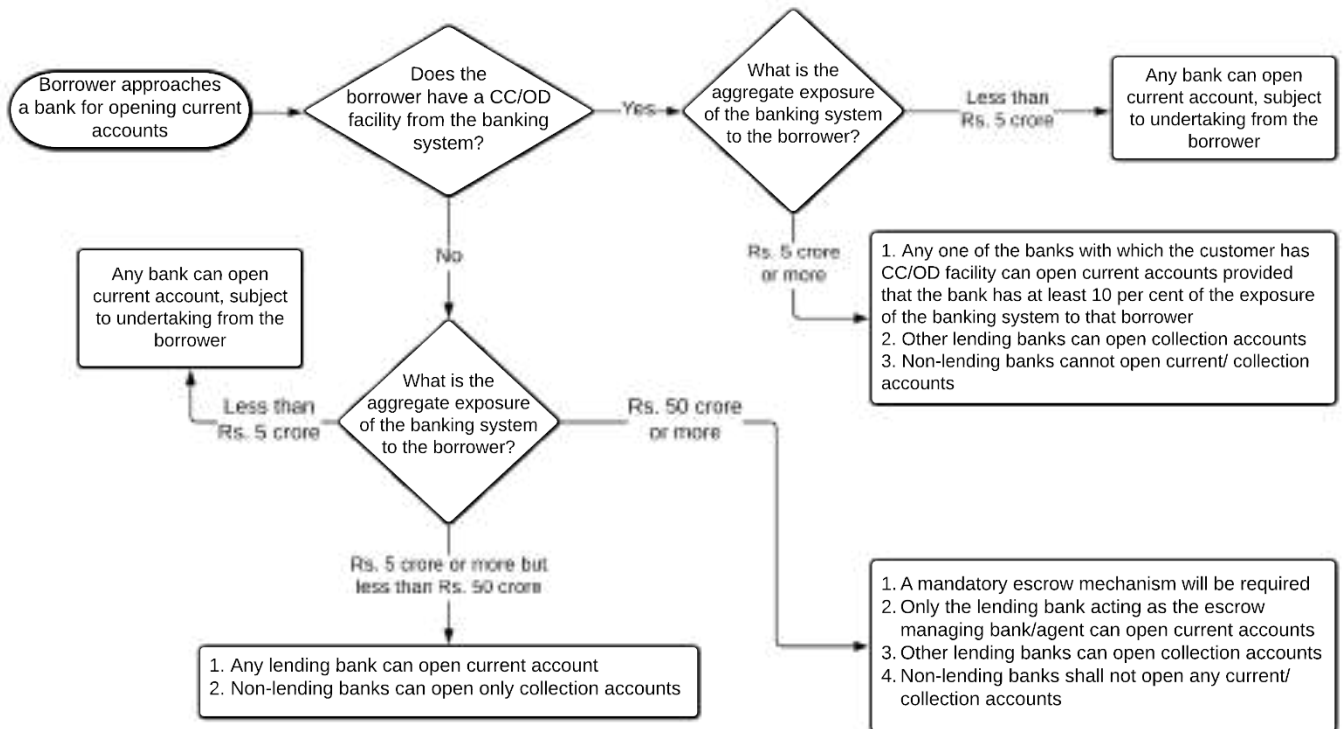 Borrower approaches
a bank for opening current
accounts
Does the
borrower have a CC/OD
facility from the banking
system?
Yes
What is the
aggregate exposure
of the banking system
to the borrower?
Less than
Rs. 5 crore
Any bank can open
current account, subject
to undertaking from the
borrower
Rs. 5 crore
or more
1. Any one of the banks with which the customer has
CC/OD facility can open current accounts provided
that the bank has at least 10 per cent of the exposure
of the banking system to that borrower
2. Other lending banks can open collection accounts
3. Non-lending banks cannot open current/ collection
accounts
No
Any bank can open
current account, subject
to undertaking from the
borrower
Less than
Rs. 5 crore
What is the
aggregate exposure
of the banking system
to the borrower?
Rs. 50 crore
or more
Rs. 5 crore or more but
less than Rs. 50 crore
1. Any lending bank can open current account
2. Non-lending banks can open only collection accounts
1. A mandatory escrow mechanism will be required
2. Only the lending bank acting as the escrow
managing bank/agent can open current accounts
3. Other lending banks can open collection accounts
4. Non-lending banks shall not open any current/
collection accounts